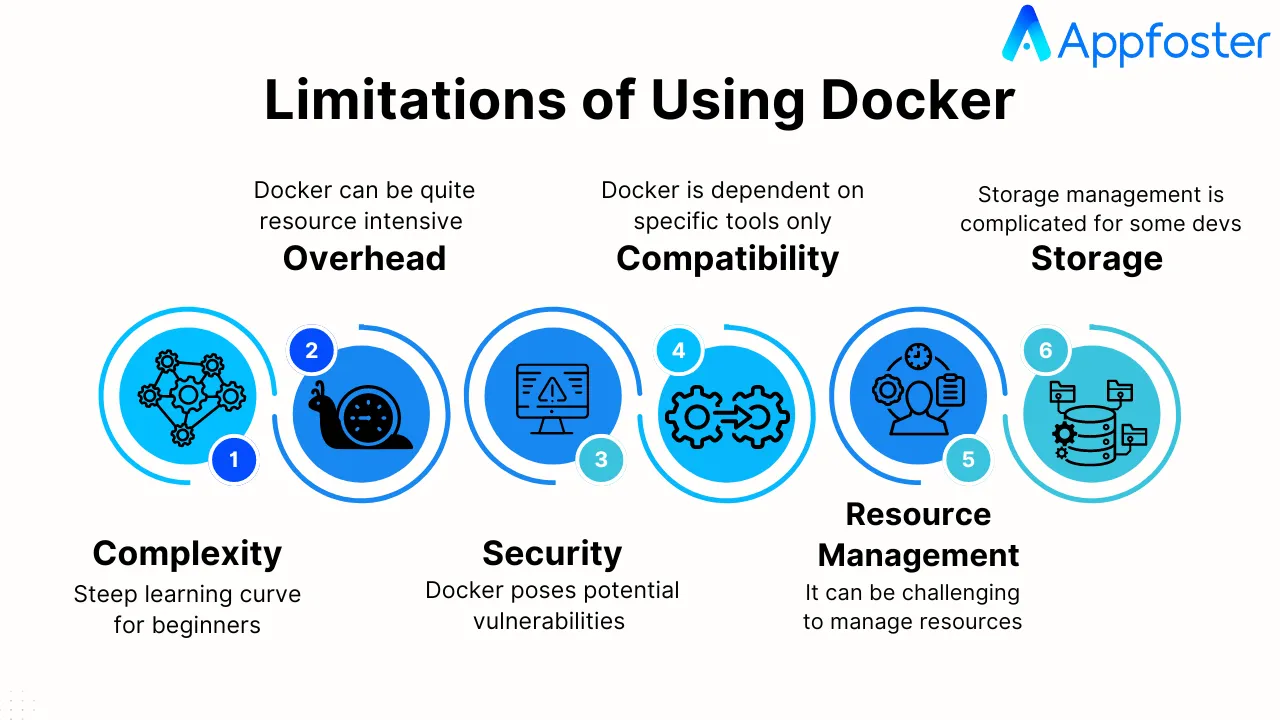 Appfoster
Limitations of Using Docker
Docker can be quite
resource intensive
Overhead
Docker is dependent on
specific tools only
Compatibility
Storage management is
complicated for some devs
Storage
1
2
3
4
5
6
Complexity
Steep learning curve
for beginners
Security
Docker poses potential
vulnerabilities
Resource
Management
It can be challenging
to manage resources